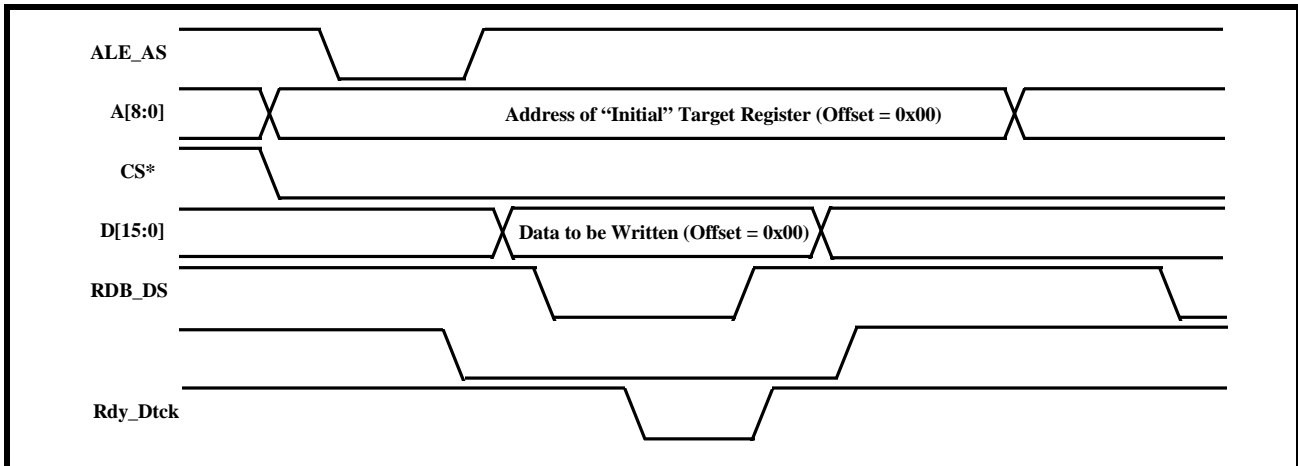 ALE_AS
A[8:0]
Address of “Initial” Target Register (Offset = 0x00)
CS*
D[15:0]
Data to be Written (Offset = 0x00)
RDB_DS
Rdy_Dtck